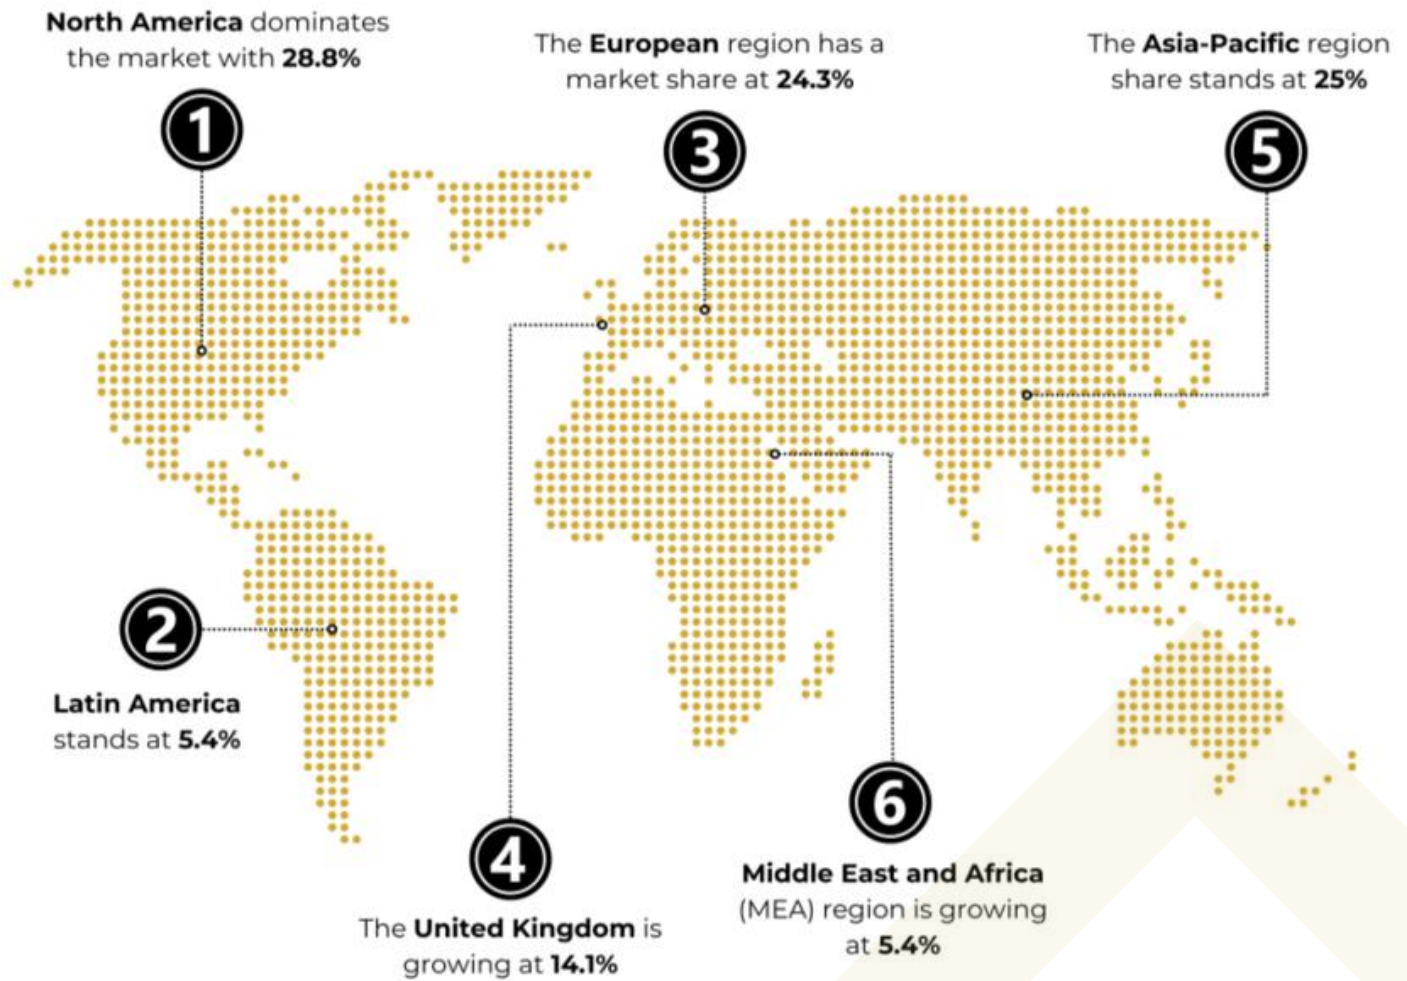 North America dominates
the market with 28.8%
1
The European region has a
market share at 24.3%
3
The Asia-Pacific region
share stands at 25%
5
2
Latin America
stands at 5.4%
4
The United Kingdom is
growing at 14.1%
6
Middle East and Africa
(MEA) region is growing
at 5.4%